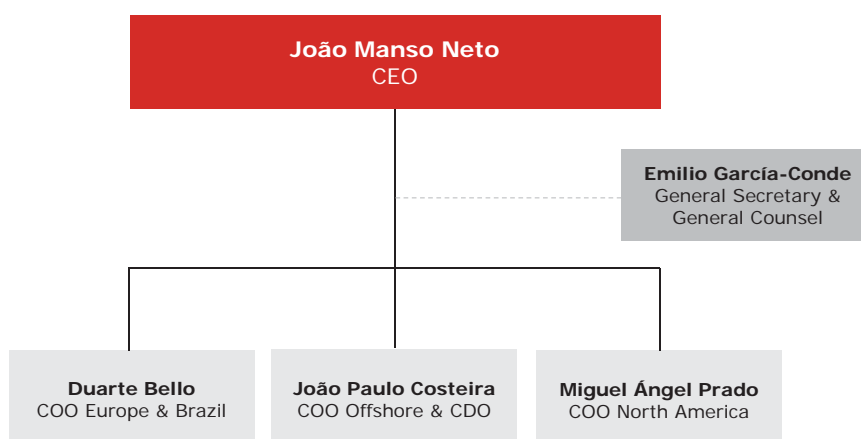 João Manso Neto
CEO
Emilio García-Conde
General Secretary &
General Counsel
Duarte Bello
COO Europe & Brazil
João Paulo Costeira
COO Offshore & CDO
Miguel Ángel Prado
COO North America